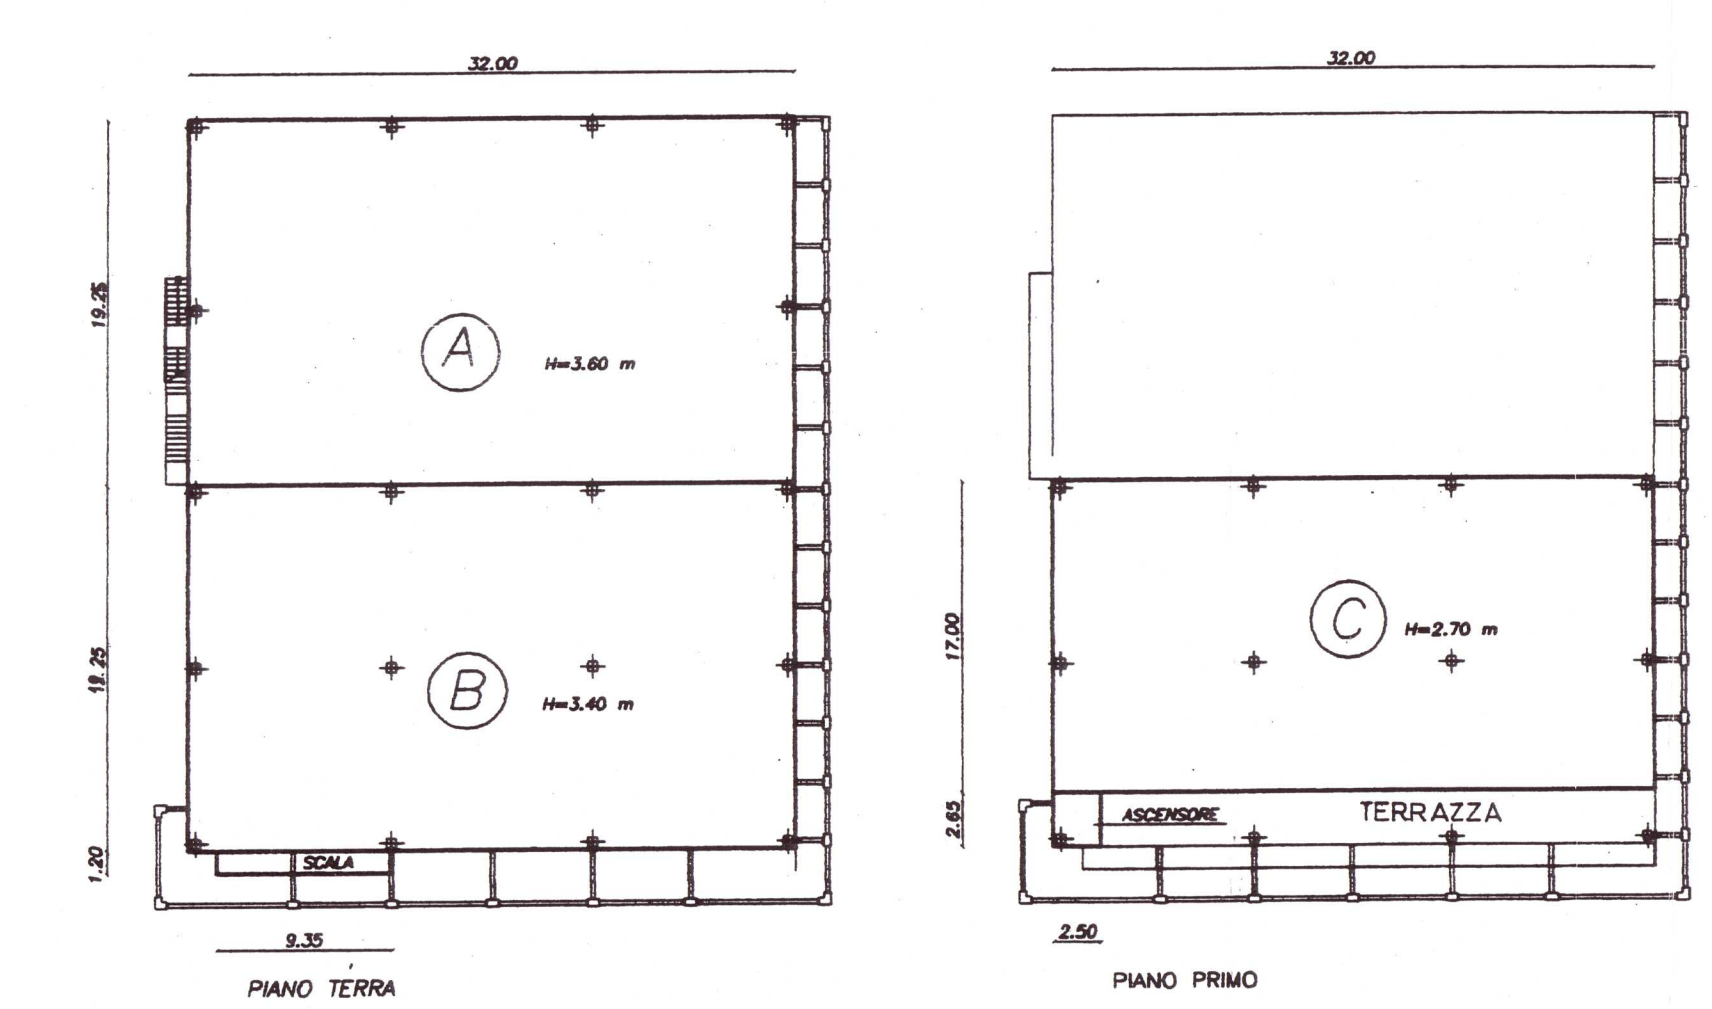 32.00
19.25
A
H=3.60 m
19.25
B
H=3.40 m
1.20
SCALA
9.35
PIANO TERRA
32.00
17.00
C
H=2.70 m
2.65
ASCENSORE
TERRAZZA
2.50
PIANO PRIMO